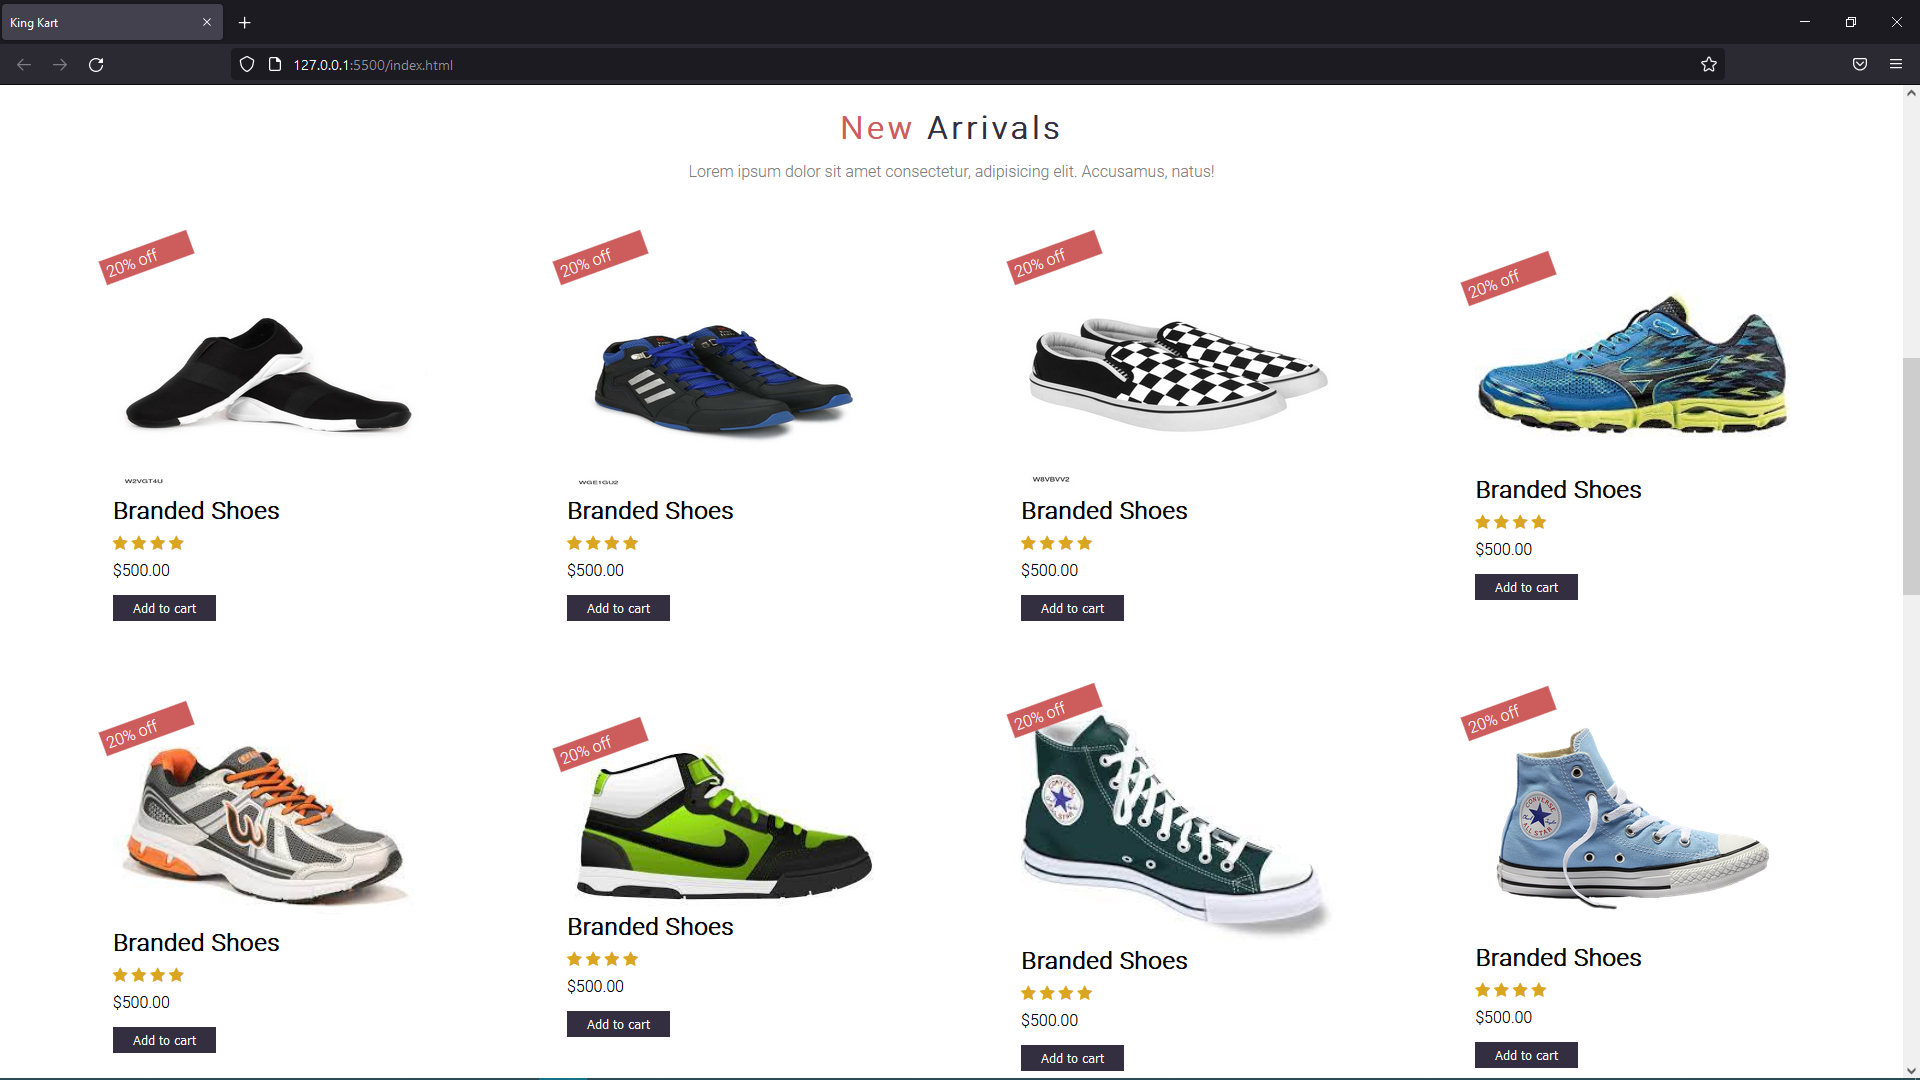 King Kart
127.0.0.1:5500/index.html
New Arrivals
Lorem ipsum dolor sit amet consectetur, adipisicing elit. Accusamus, natus!
20% off
W2VGT4U
Branded Shoes
$500.00
Add to cart
20% off
WGE1GU2
Branded Shoes
$500.00
Add to cart
20% off
W8VBVV2
Branded Shoes
$500.00
Add to cart
20% off
Branded Shoes
$500.00
Add to cart
20% off
Branded Shoes
$500.00
Add to cart
20% off
Branded Shoes
$500.00
Add to cart
20% off
CONVERSE
Branded Shoes
$500.00
Add to cart
20% off
CONVERSE
ALL STAR
Branded Shoes
$500.00
Add to cart